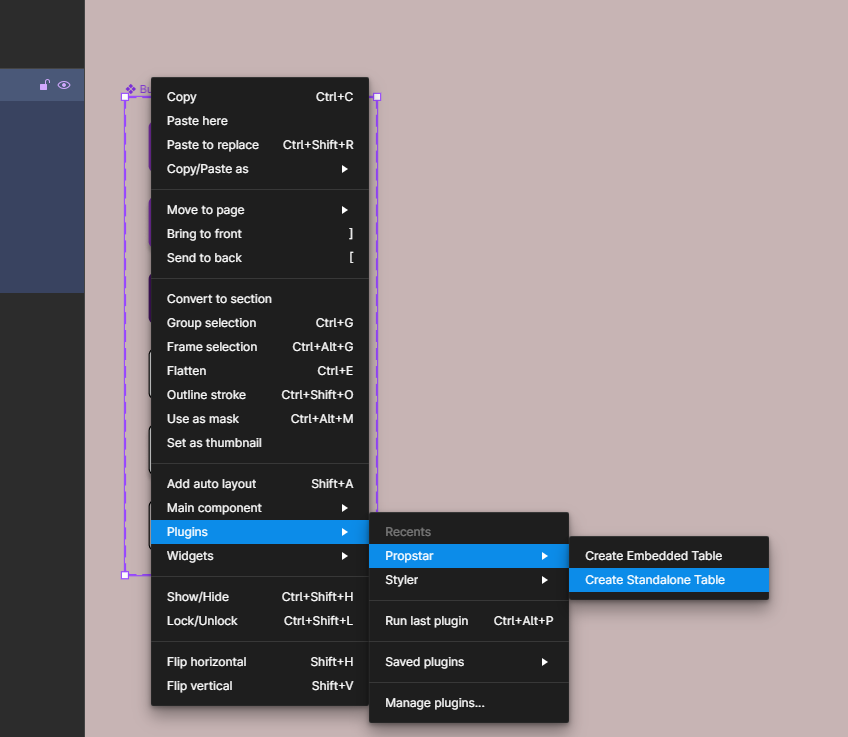 Bu
Copy Ctrl+C
Paste here
Paste to replace Ctrl+Shift+R
Copy/Paste as
Move to page
Bring to front ]
Send to back [
Convert to section
Group selection Ctrl+G
Frame selection Ctrl+Alt+G
Flatten Ctrl+E
Outline stroke Ctrl+Shift+O
Use as mask Ctrl+Alt+M
Set as thumbnail
Add auto layout Shift+A
Main component
Plugins
Widgets
Show/Hide Ctrl+Shift+H
Lock/Unlock Ctrl+Shift+L
Flip horizontal Shift+H
Flip vertical Shift+V
Recents
Propstar
Styler
Run last plugin Ctrl+Alt+P
Saved plugins
Manage plugins...
Create Embedded Table
Create Standalone Table